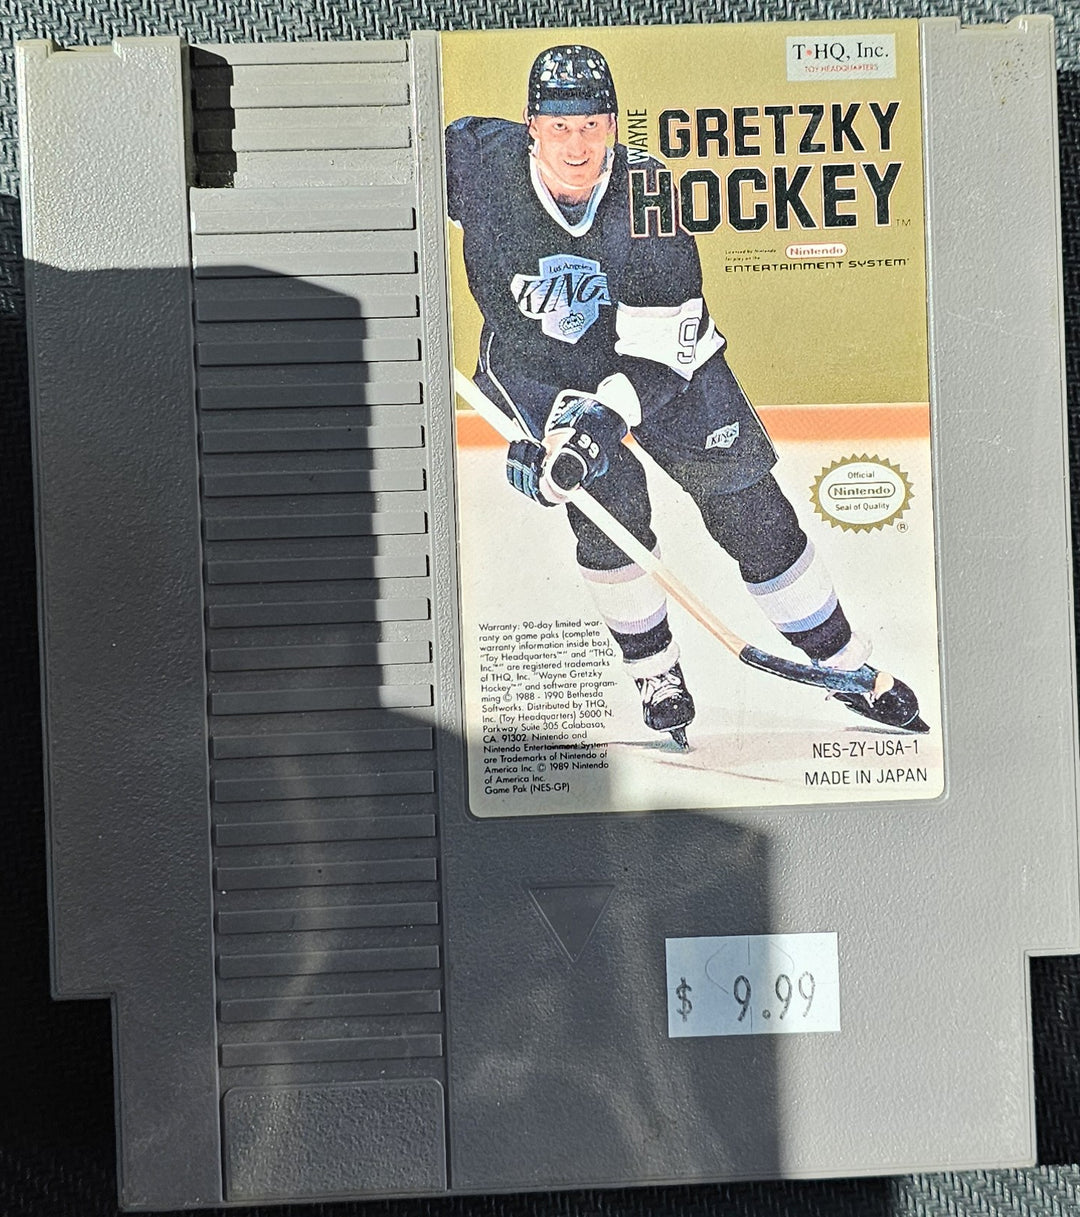 T•HQ, Inc.
TOY HEADQUARTERS
WAYNE
GRETZKY
HOCKEY™
Licensed by Nintendo
for play on the
Nintendo
ENTERTAINMENT SYSTEM
Los Angeles
KINGS
9
99
KINGS
Official
Nintendo
Seal of Quality
®
Warranty: 90-day limited war-
ranty on game paks (complete
warranty information inside box).
"Toy Headquarters™" and "THQ,
Inc.™" are registered trademarks
of THQ, Inc. "Wayne Gretzky
Hockey™" and software program-
ming © 1988 - 1990 Bethesda
Softworks. Distributed by THQ,
Inc. (Toy Headquarters) 5000 N.
Parkway Suite 305 Calabasas,
CA. 91302. Nintendo and
Nintendo Entertainment System
are Trademarks of Nintendo of
America Inc. © 1989 Nintendo
of America Inc.
Game Pak (NES-GP)
NES-ZY-USA-1
MADE IN JAPAN
$ 9.99